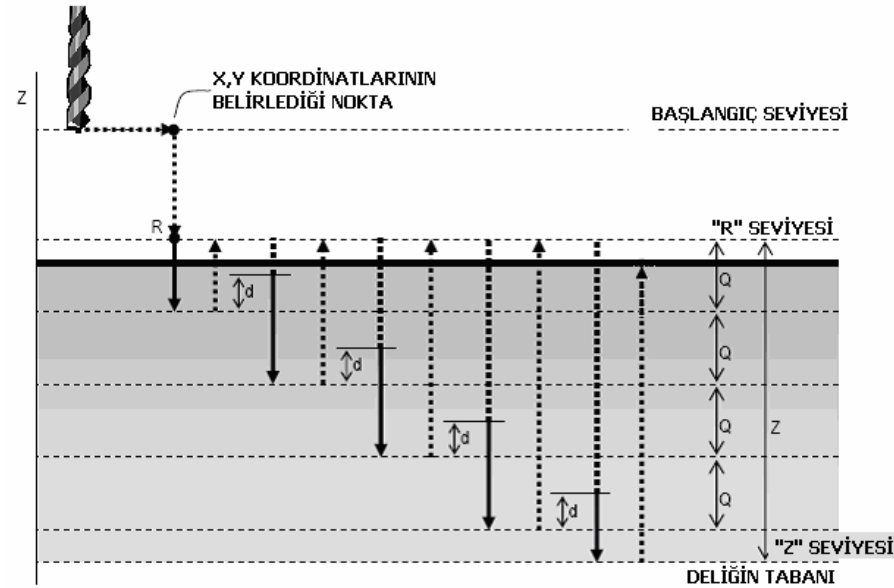 Z
X,Y KOORDİNATLARININ
BELİRLEDİĞİ NOKTA
BAŞLANGIÇ SEVİYESİ
R
"R" SEVİYESİ
d
Q
d
Q
d
Q
Z
d
Q
"Z" SEVİYESİ
DELİĞİN TABANI